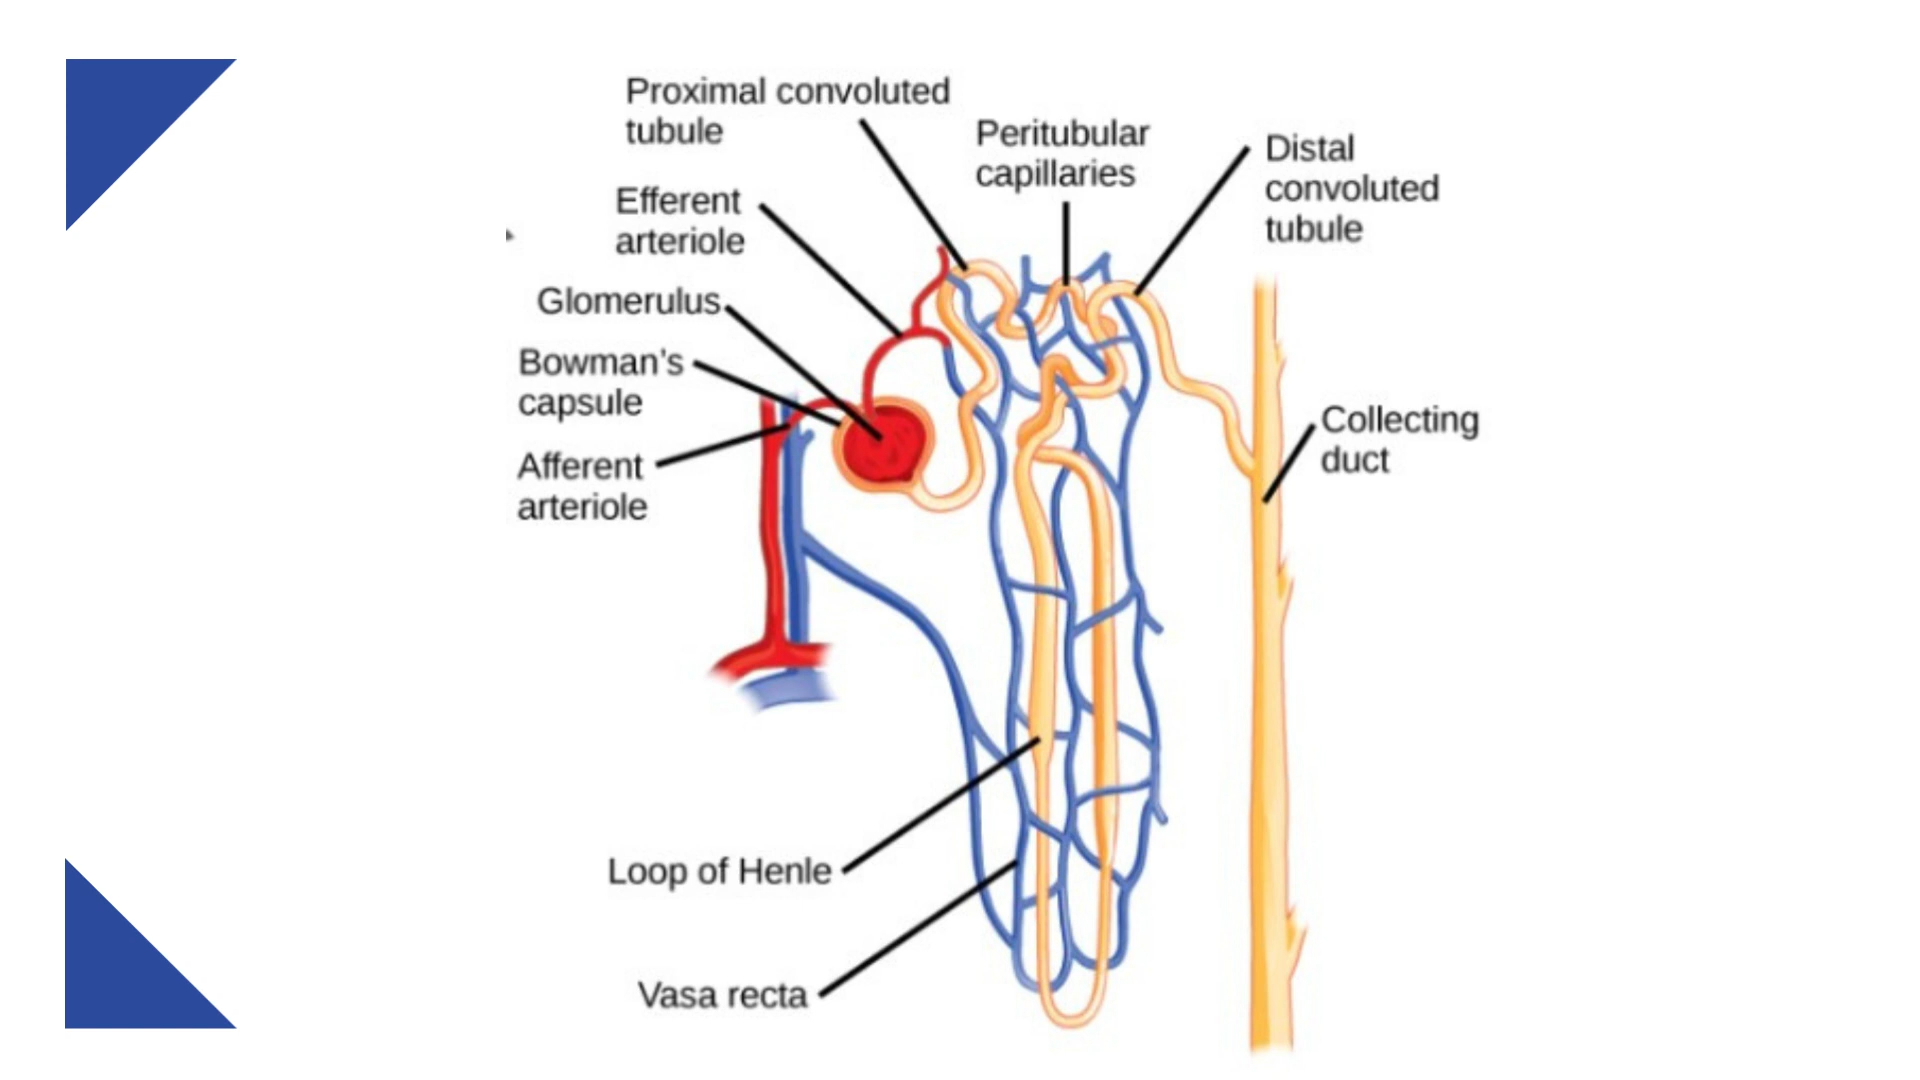 Proximal convoluted
tubule
Peritubular
capillaries
Distal
convoluted
tubule
Efferent
arteriole
Glomerulus
Bowman's
capsule
Afferent
arteriole
Collecting
duct
Loop of Henle
Vasa recta